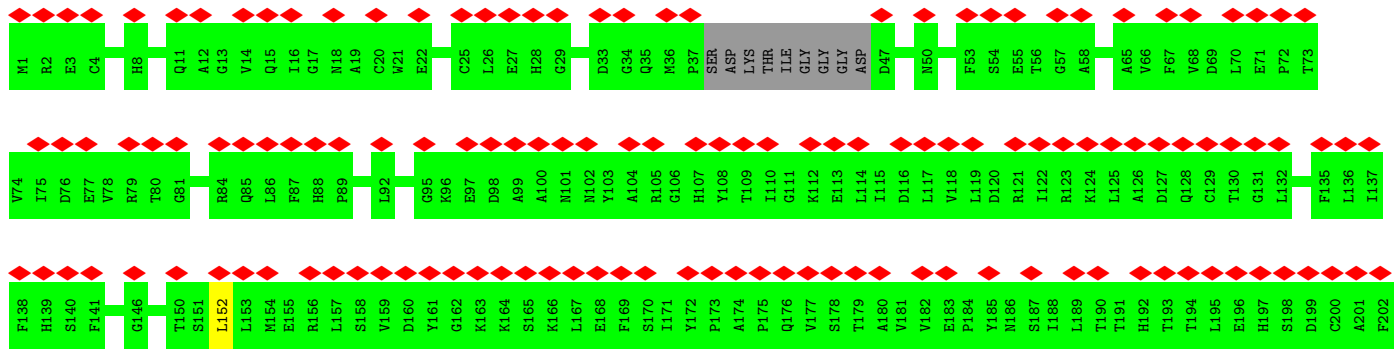 M1 R2 E3 C4 H8 Q11 A12 G13 V14 Q15 I16 G17 N18 A19 C20 W21 E22 C25 L26 E27 H28 G29 D33 G34 Q35 M36 P37 SER ASP LYS THR ILE GLY GLY GLY ASP D47 N50 F53 S54 E55 T56 G57 A58 A65 V66 F67 V68 D69 L70 E71 P72 T73
V74 I75 D76 E77 V78 R79 T80 G81 R84 Q85 L86 F87 H88 P89 L92 G95 K96 E97 D98 A99 A100 N101 N102 Y103 A104 R105 G106 H107 Y108 T109 I110 G111 K112 E113 L114 I115 D116 L117 V118 L119 D120 R121 I122 R123 K124 L125 A126 D127 Q128 C129 T130 G131 L132 F135 L136 I137
F138 H139 S140 F141 G146 T150 S151 L152 L153 M154 E155 R156 L157 S158 V159 D160 Y161 G162 K163 K164 S165 K166 L167 E168 F169 S170 I171 Y172 P173 A174 P175 Q176 V177 S178 T179 A180 V181 V182 E183 P184 Y185 N186 S187 I188 L189 T190 T191 H192 T193 T194 L195 E196 H197 S198 D199 C200 A201 F202